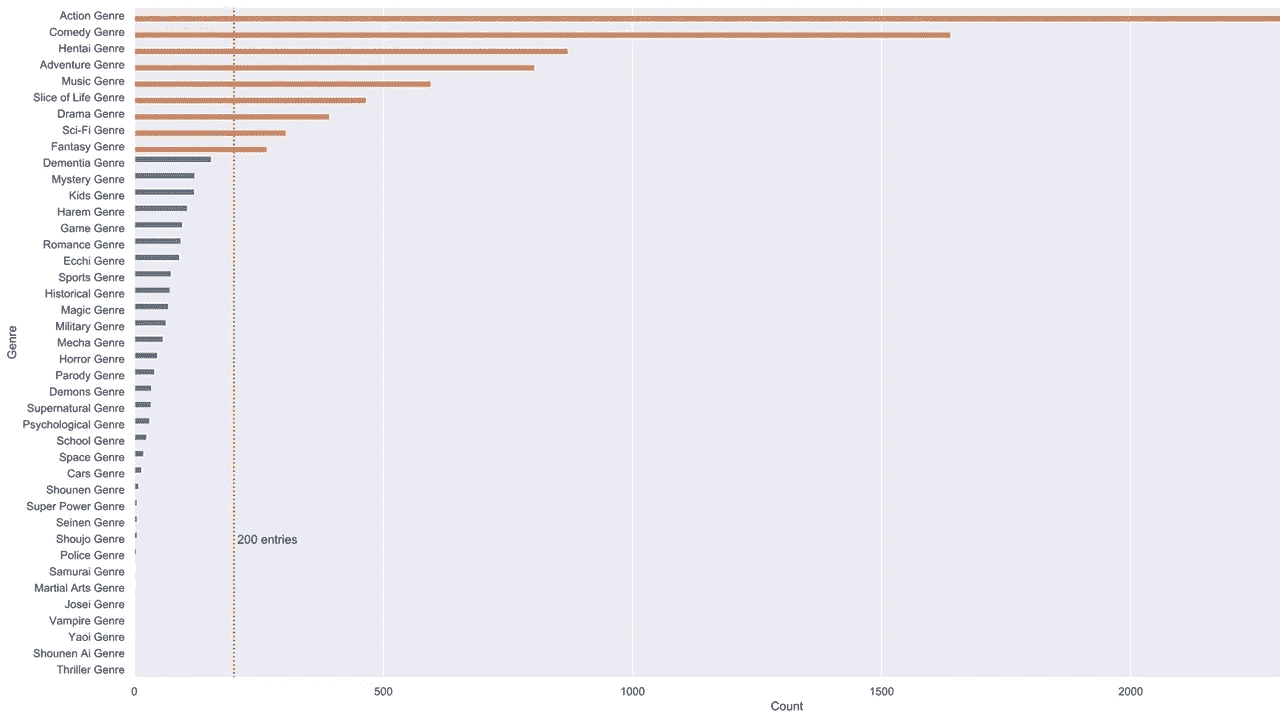 Action Genre
Comedy Genre
Hentai Genre
Adventure Genre
Music Genre
Slice of Life Genre
Drama Genre
Sci-Fi Genre
Fantasy Genre
Dementia Genre
Mystery Genre
Kids Genre
Harem Genre
Game Genre
Romance Genre
Ecchi Genre
Sports Genre
Historical Genre
Magic Genre
Military Genre
Mecha Genre
Horror Genre
Parody Genre
Demons Genre
Supernatural Genre
Psychological Genre
School Genre
Space Genre
Cars Genre
Shounen Genre
Super Power Genre
Seinen Genre
Shoujo Genre
Police Genre
Samurai Genre
Martial Arts Genre
Josei Genre
Vampire Genre
Yaoi Genre
Shounen Ai Genre
Thriller Genre
Genre
200 entries
0 500 1000 1500 2000
Count